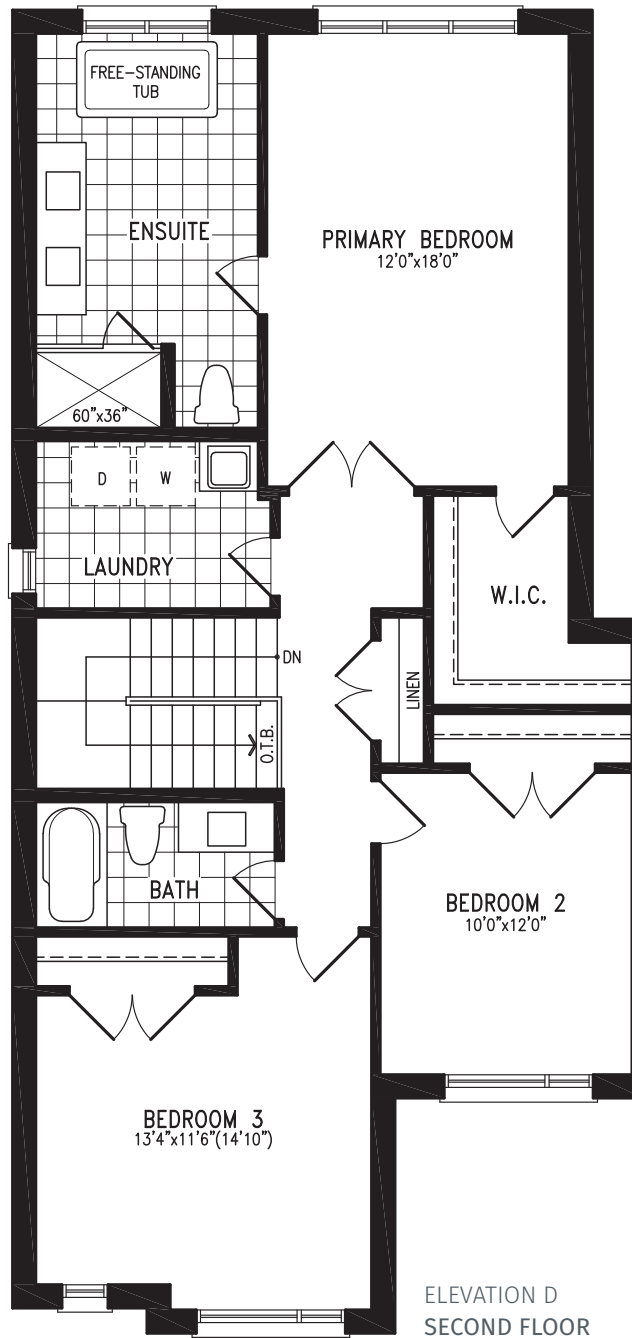 FREE-STANDING
TUB
ENSUITE
PRIMARY BEDROOM
12'0"x18'0"
60"x36"
D
W
LAUNDRY
W.I.C.
DN
LINEN
O.T.B.
BATH
BEDROOM 2
10'0"x12'0"
BEDROOM 3
13'4"x11'6"(14'10")
ELEVATION D
SECOND FLOOR